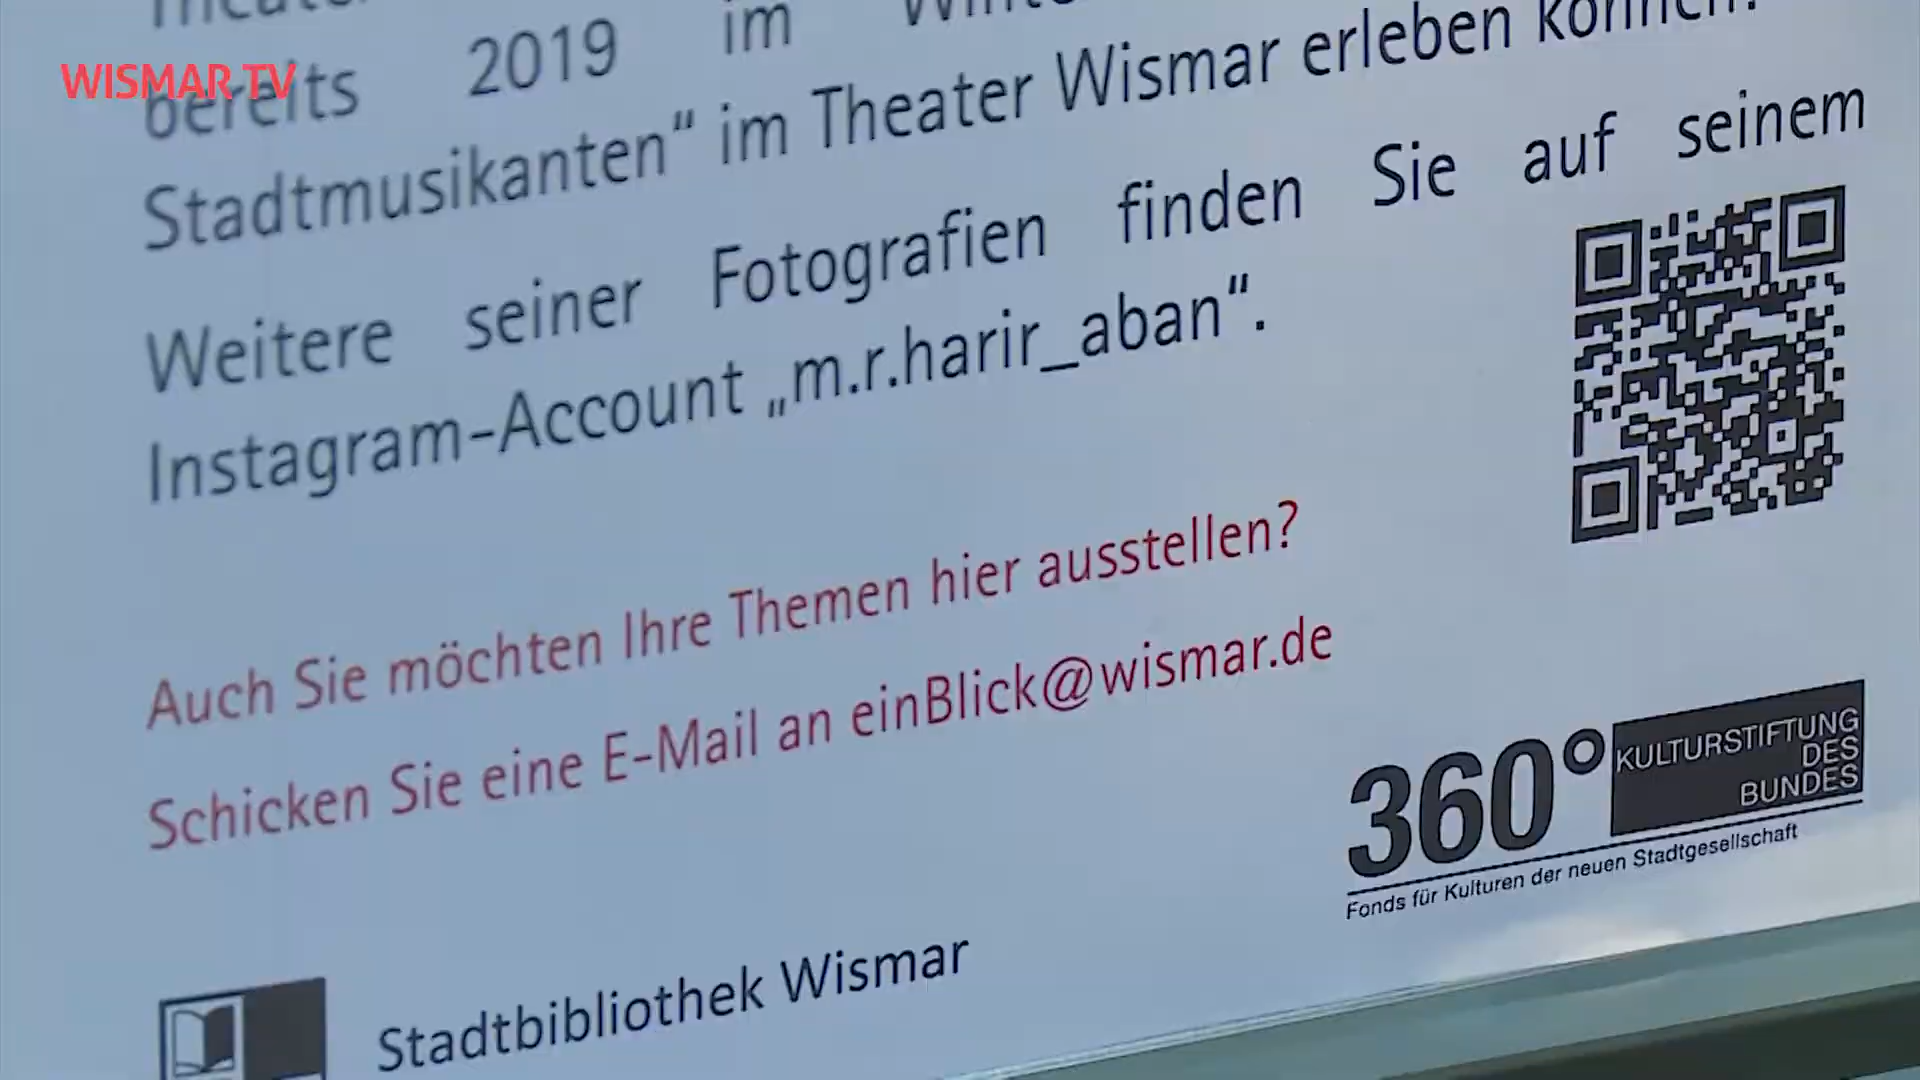 WISMAR TV
bereits 2019 im
Stadtmusikanten“ im Theater Wismar erleben können.
Weitere seiner Fotografien finden Sie auf seinem
Instagram-Account „m.r.harir_aban“.
Auch Sie möchten Ihre Themen hier ausstellen?
Schicken Sie eine E-Mail an einBlick@wismar.de
360° KULTURSTIFTUNG
DES
BUNDES
Fonds für Kulturen der neuen Stadtgesellschaft
Stadtbibliothek Wismar